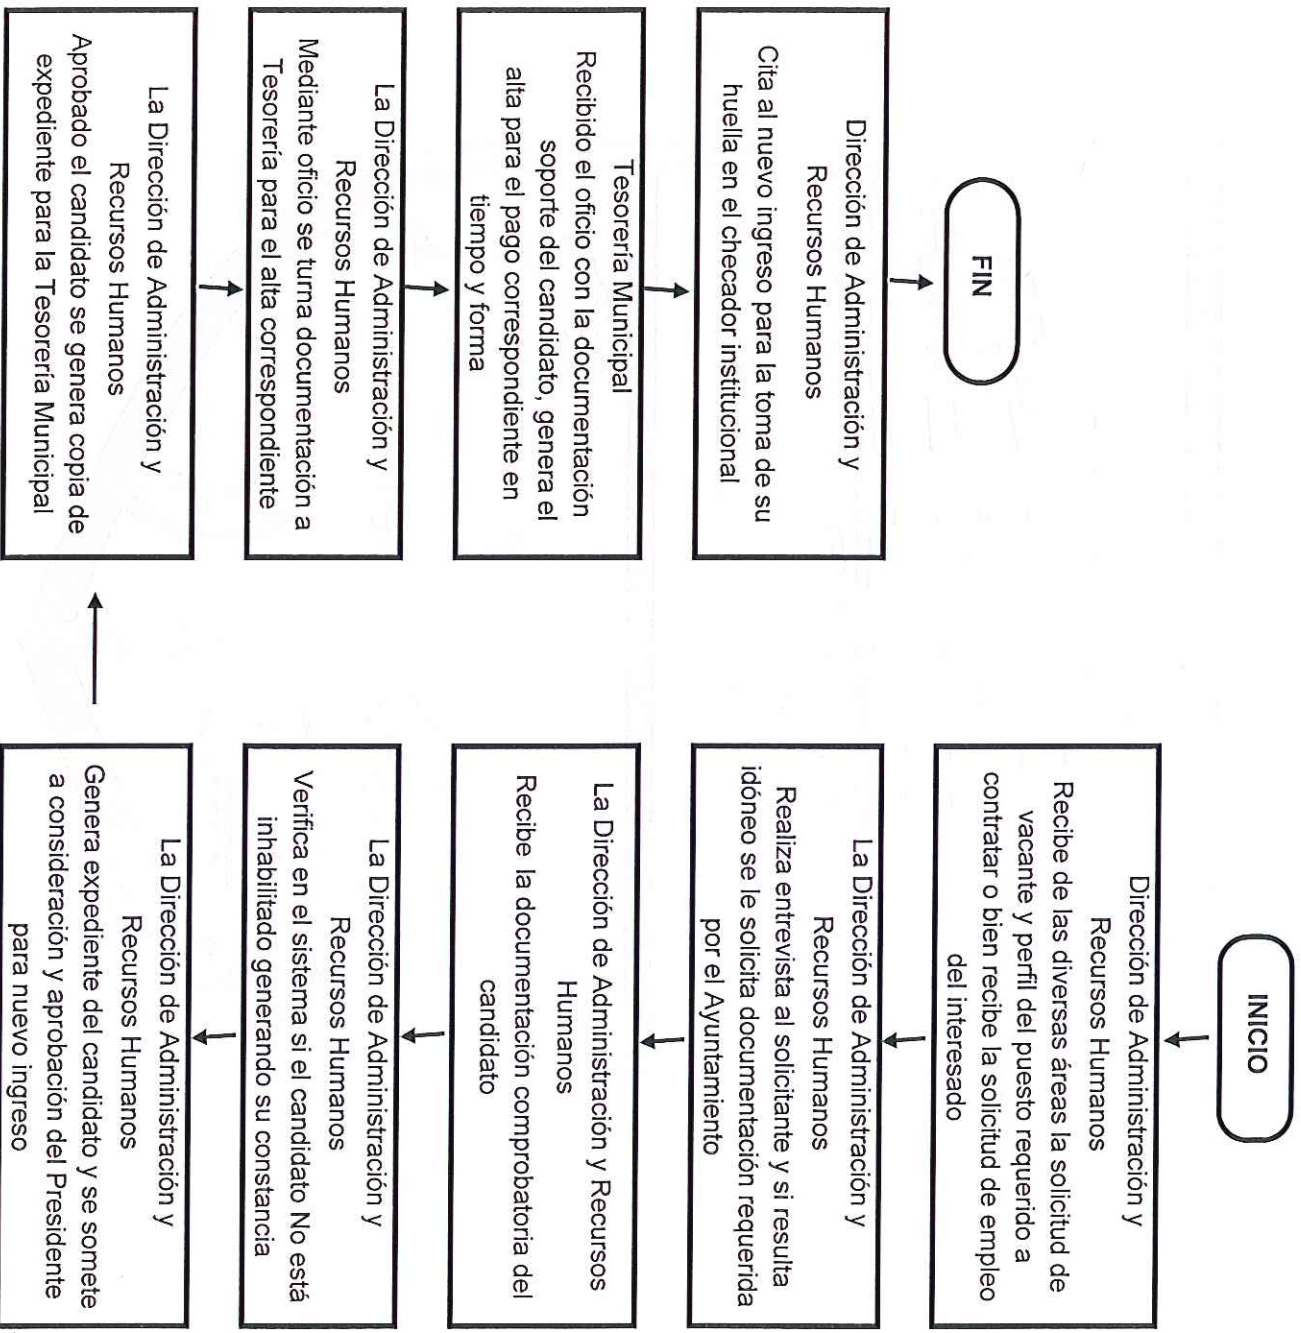 INICIO
Dirección de Administración y
Recursos Humanos
Recibe de las diversas áreas la solicitud de
vacante y perfil del puesto requerido a
contratar o bien recibe la solicitud de empleo
del interesado
La Dirección de Administración y
Recursos Humanos
Realiza entrevista al solicitante y si resulta
idóneo se le solicita documentación requerida
por el Ayuntamiento
La Dirección de Administración y Recursos
Humanos
Recibe la documentación comprobatoria del
candidato
La Dirección de Administración y
Recursos Humanos
Verifica en el sistema si el candidato No está
inhabilitado generando su constancia
La Dirección de Administración y
Recursos Humanos
Genera expediente del candidato y se somete
a consideración y aprobación del Presidente
para nuevo ingreso
La Dirección de Administración y
Recursos Humanos
Aprobado el candidato se genera copia de
expediente para la Tesorería Municipal
La Dirección de Administración y
Recursos Humanos
Mediante oficio se turna documentación a
Tesorería para el alta correspondiente
Tesorería Municipal
Recibido el oficio con la documentación
soporte del candidato, genera el
alta para el pago correspondiente en
tiempo y forma
Dirección de Administración y
Recursos Humanos
Cita al nuevo ingreso para la toma de su
huella en el checador institucional
FIN